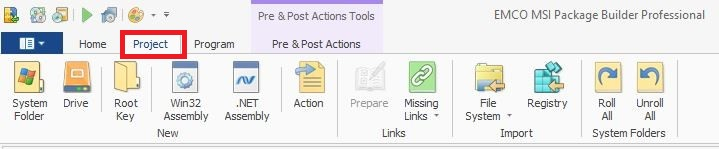 Pre & Post Actions Tools
EMCO MSI Package Builder Professional
Home Project Program Pre & Post Actions
System Folder
Drive
Root Key
Win32 Assembly
.NET Assembly
Action
Prepare
Missing Links
File System
Registry
Roll All
Unroll All
New Links Import System Folders